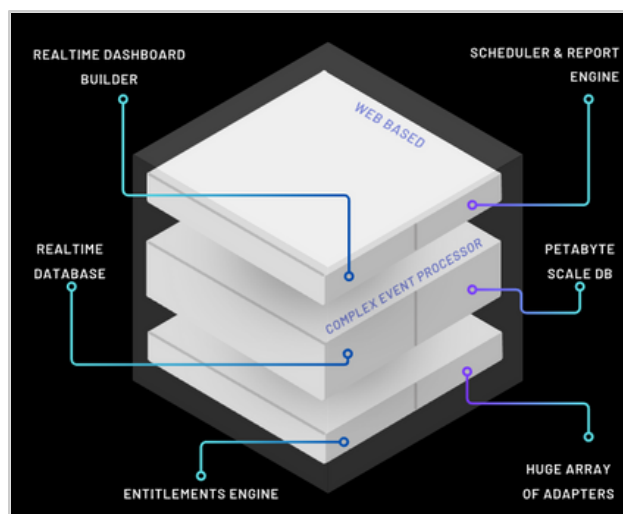 REALTIME DASHBOARD
BUILDER
SCHEDULER & REPORT
ENGINE
WEB BASED
REALTIME
DATABASE
COMPLEX EVENT PROCESSOR
PETABYTE
SCALE DB
ENTITLEMENTS ENGINE
HUGE ARRAY
OF ADAPTERS